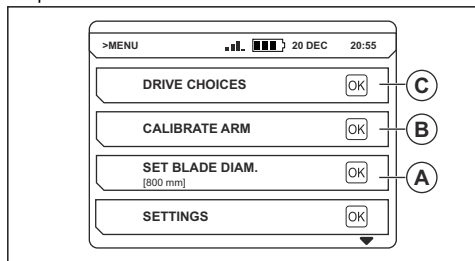 >MENU 20 DEC 20:55
DRIVE CHOICES OK C
CALIBRATE ARM OK B
SET BLADE DIAM. OK A
[800 mm]
SETTINGS OK